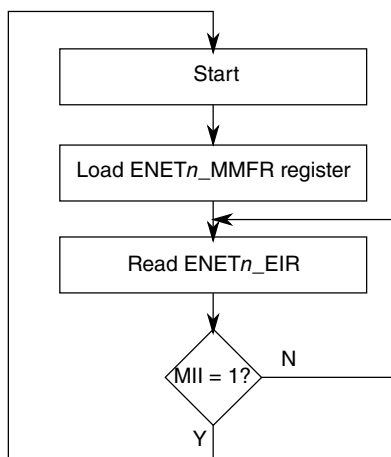 Start
Load ENETn_MMFR register
Read ENETn_EIR
MII = 1?
N
Y